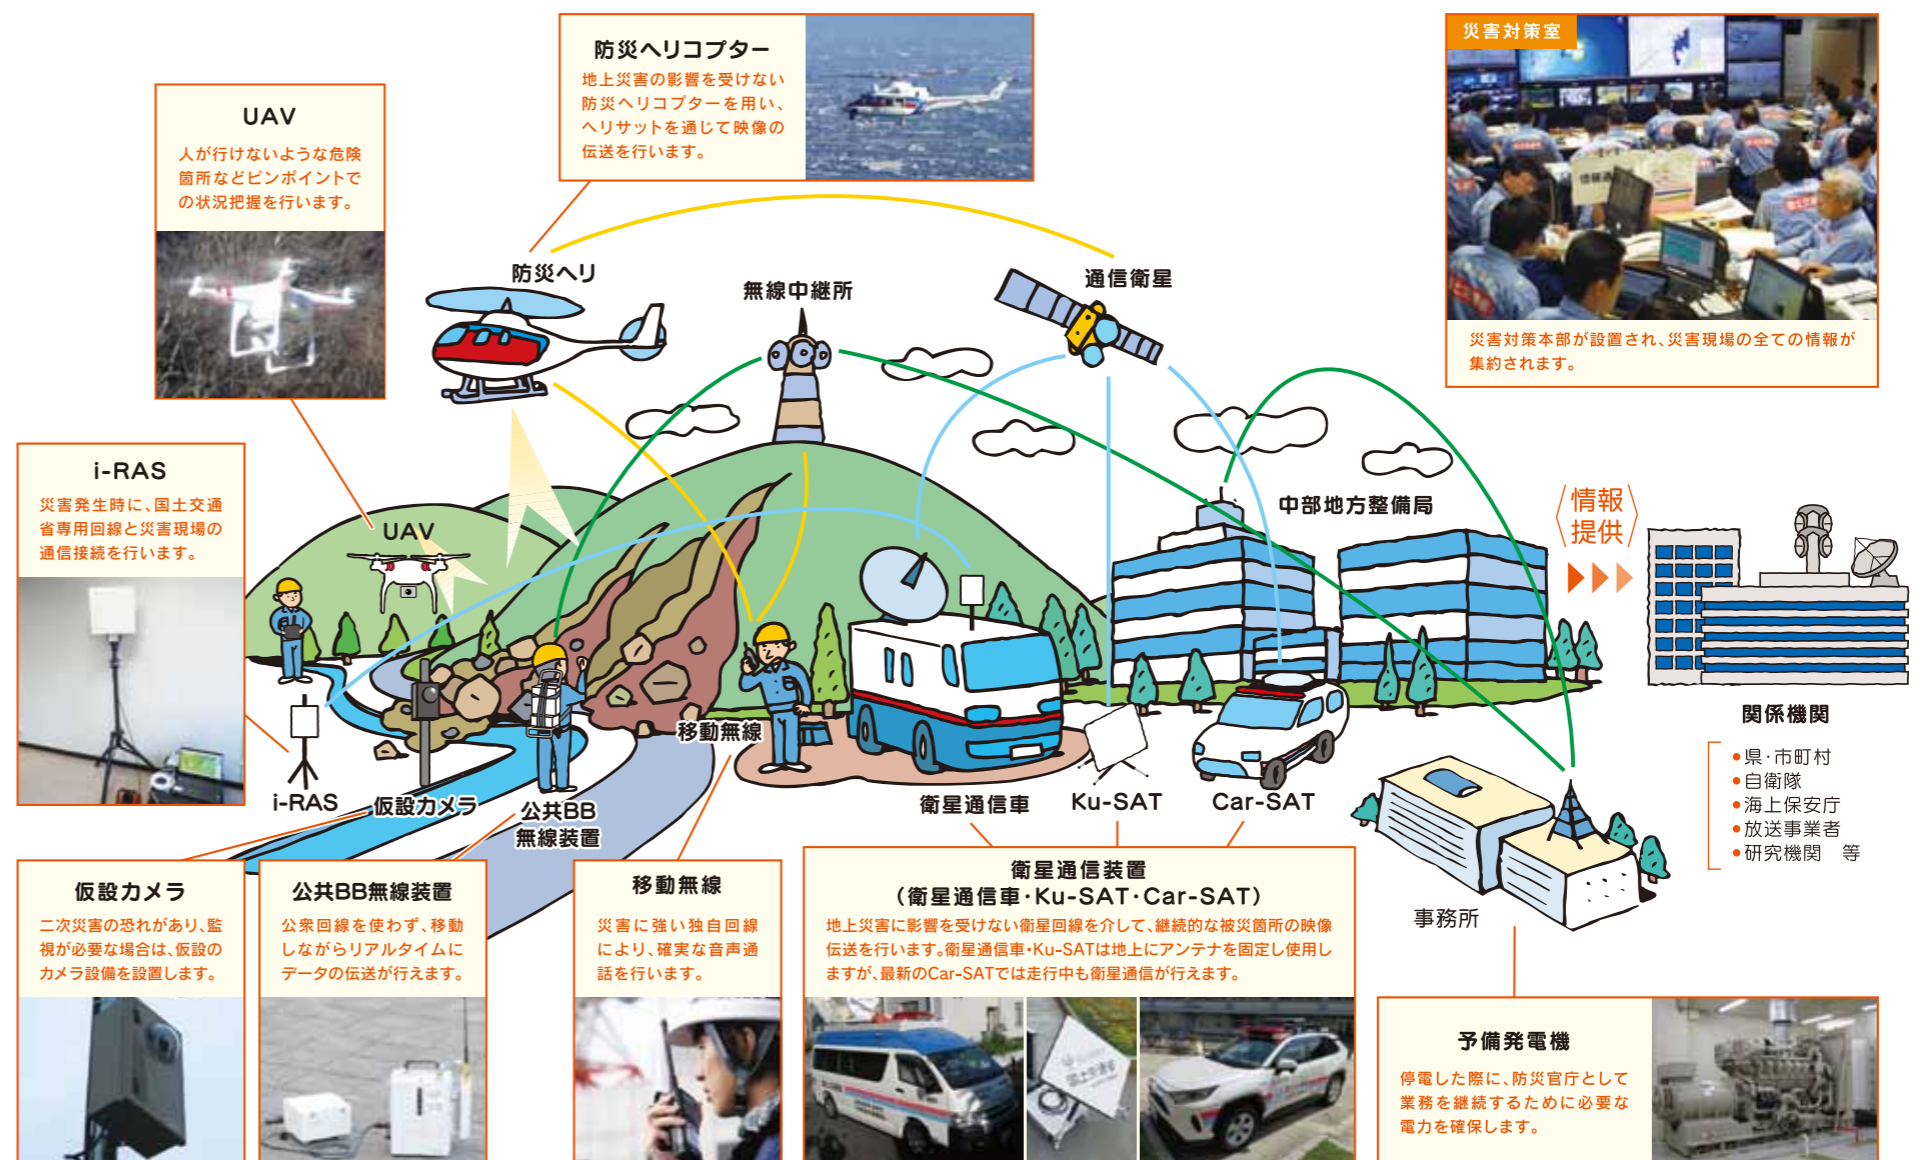 防災ヘリコプター
地上災害の影響を受けない
防災ヘリコプターを用い、
ヘリサットを通じて映像の
伝送を行います。
災害対策室
災害対策本部が設置され、災害現場の全ての情報が
集約されます。
UAV
人が行けないような危険
箇所などピンポイントで
の状況把握を行います。
防災ヘリ
無線中継所
通信衛星
i-RAS
災害発生時に、国土交通
省専用回線と災害現場の
通信接続を行います。
UAV
中部地方整備局
情報
提供
関係機関
•県・市町村
•自衛隊
•海上保安庁
•放送事業者
•研究機関　等
移動無線
i-RAS
仮設カメラ
公共BB
無線装置
衛星通信車
Ku-SAT
Car-SAT
事務所
仮設カメラ
二次災害の恐れがあり、監
視が必要な場合は、仮設の
カメラ設備を設置します。
公共BB無線装置
公衆回線を使わず、移動
しながらリアルタイムに
データの伝送が行えます。
移動無線
災害に強い独自回線
により、確実な音声通
話を行います。
衛星通信装置
（衛星通信車・Ku-SAT・Car-SAT）
地上災害に影響を受けない衛星回線を介して、継続的な被災箇所の映像
伝送を行います。衛星通信車・Ku-SATは地上にアンテナを固定し使用し
ますが、最新のCar-SATでは走行中も衛星通信が行えます。
国土交通省
予備発電機
停電した際に、防災官庁として
業務を継続するために必要な
電力を確保します。